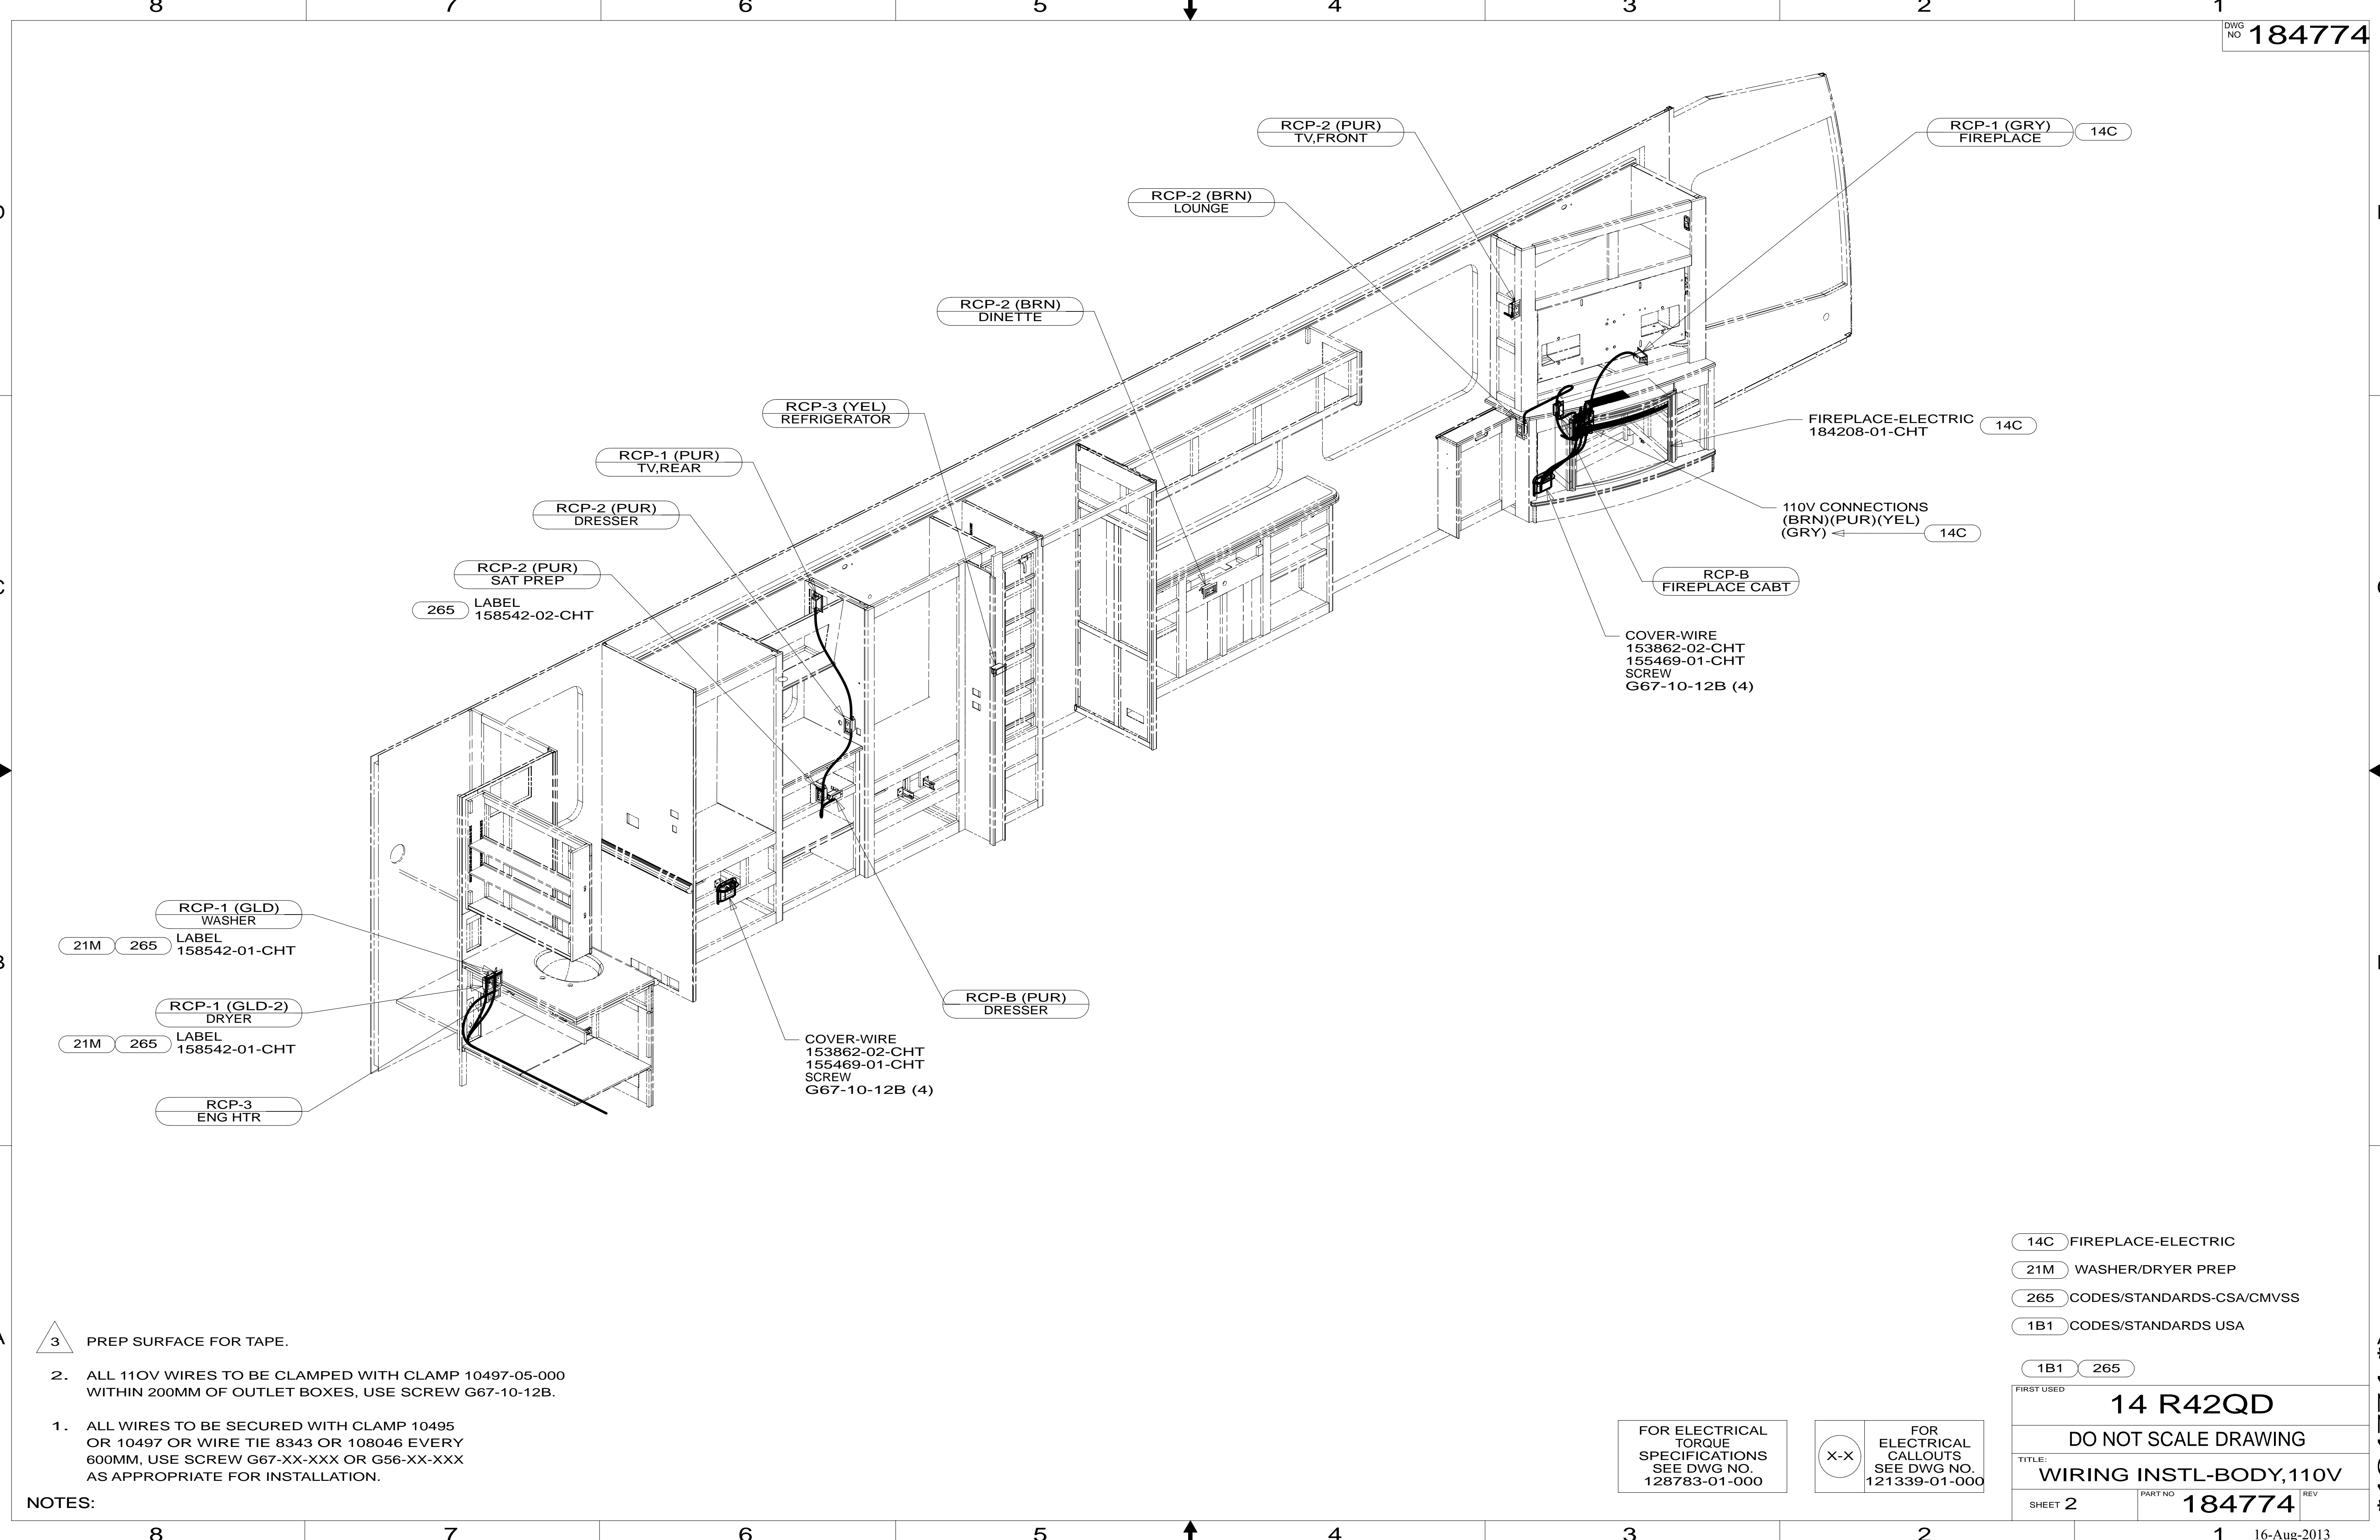 8 7 6 5 4 3 2 1
DWG NO 184774
RCP-2 (PUR)
TV,FRONT
RCP-1 (GRY)
FIREPLACE
14C
RCP-2 (BRN)
LOUNGE
RCP-2 (BRN)
DINETTE
RCP-3 (YEL)
REFRIGERATOR
FIREPLACE-ELECTRIC
184208-01-CHT
14C
RCP-1 (PUR)
TV,REAR
RCP-2 (PUR)
DRESSER
110V CONNECTIONS
(BRN)(PUR)(YEL)
(GRY)
14C
RCP-2 (PUR)
SAT PREP
265
LABEL
158542-02-CHT
RCP-B
FIREPLACE CABT
COVER-WIRE
153862-02-CHT
155469-01-CHT
SCREW
G67-10-12B (4)
RCP-1 (GLD)
WASHER
21M 265
LABEL
158542-01-CHT
RCP-1 (GLD-2)
DRYER
21M 265
LABEL
158542-01-CHT
RCP-3
ENG HTR
RCP-B (PUR)
DRESSER
COVER-WIRE
153862-02-CHT
155469-01-CHT
SCREW
G67-10-12B (4)
14C FIREPLACE-ELECTRIC
21M WASHER/DRYER PREP
265 CODES/STANDARDS-CSA/CMVSS
1B1 CODES/STANDARDS USA
1B1 265
3 PREP SURFACE FOR TAPE.
2. ALL 11OV WIRES TO BE CLAMPED WITH CLAMP 10497-05-000
WITHIN 200MM OF OUTLET BOXES, USE SCREW G67-10-12B.
1. ALL WIRES TO BE SECURED WITH CLAMP 10495
OR 10497 OR WIRE TIE 8343 OR 108046 EVERY
600MM, USE SCREW G67-XX-XXX OR G56-XX-XXX
AS APPROPRIATE FOR INSTALLATION.
NOTES:
FOR ELECTRICAL
TORQUE
SPECIFICATIONS
SEE DWG NO.
128783-01-000
X-X
FOR
ELECTRICAL
CALLOUTS
SEE DWG NO.
121339-01-000
FIRST USED
14 R42QD
DO NOT SCALE DRAWING
TITLE:
WIRING INSTL-BODY,110V
SHEET 2
PART NO 184774
REV
8 7 6 5 4 3 2 1
16-Aug-2013